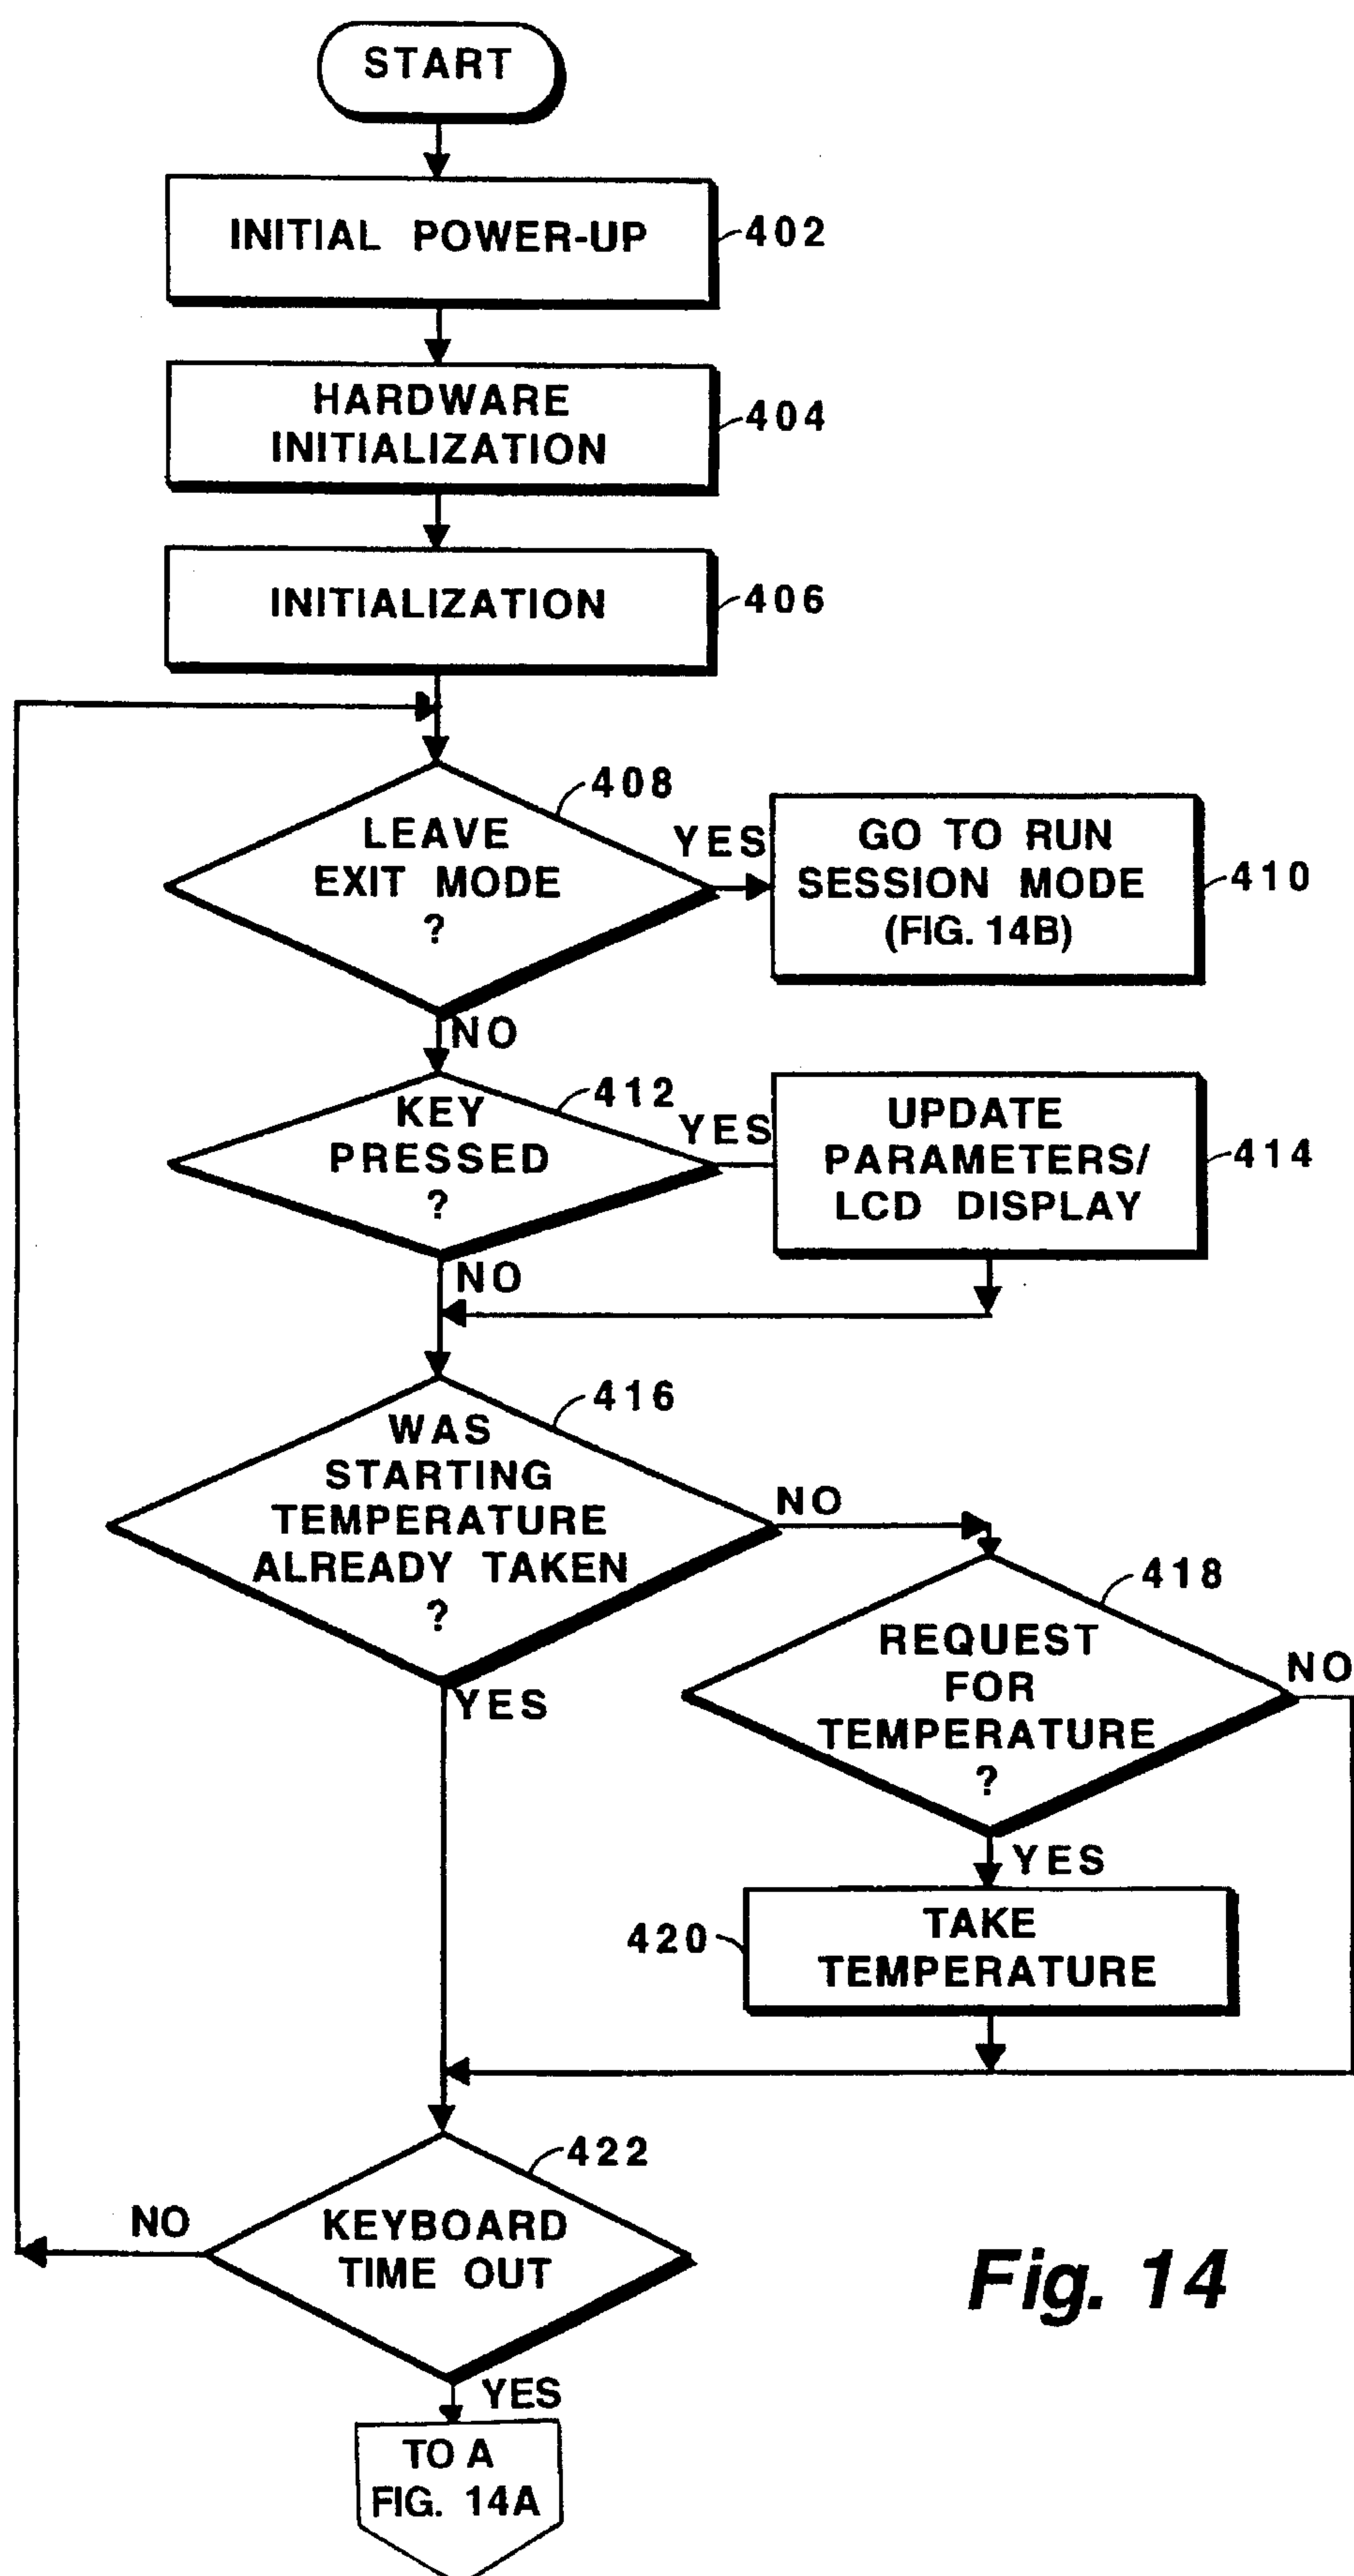 START
INITIAL POWER-UP
402
HARDWARE
INITIALIZATION
404
INITIALIZATION
406
408
LEAVE
EXIT MODE
?
YES
GO TO RUN
SESSION MODE
(FIG. 14B)
410
NO
412
KEY
PRESSED
?
YES
UPDATE
PARAMETERS/
LCD DISPLAY
414
NO
416
WAS
STARTING
TEMPERATURE
ALREADY TAKEN
?
NO
418
REQUEST
FOR
TEMPERATURE
?
NO
YES
YES
420
TAKE
TEMPERATURE
422
KEYBOARD
TIME OUT
NO
YES
TO A
FIG. 14A
Fig. 14